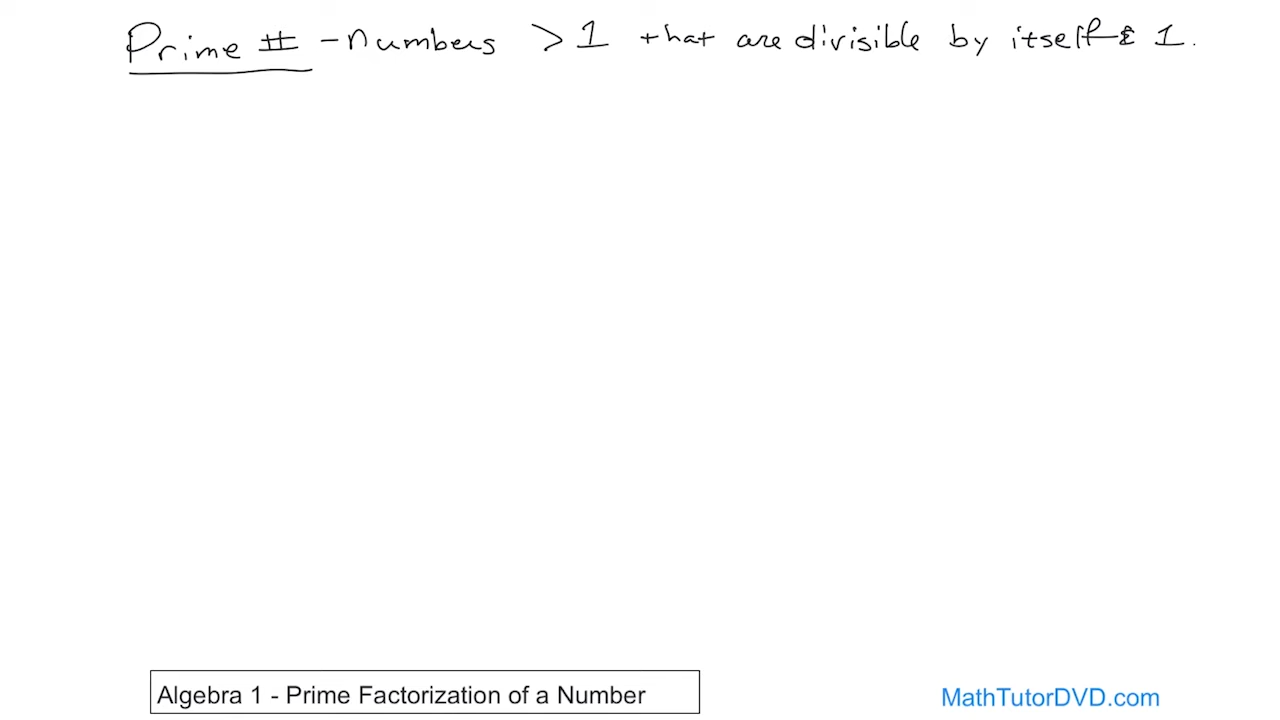 Prime # - numbers > 1 that are divisible by itself & 1.
Algebra 1 - Prime Factorization of a Number
MathTutorDVD.com